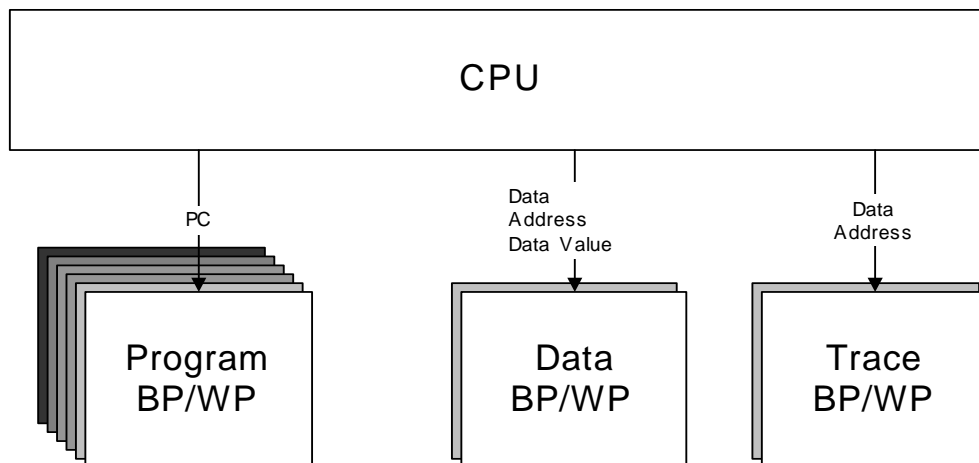 CPU
PC
Data
Address
Data Value
Data
Address
Program
BP/WP
Data
BP/WP
Trace
BP/WP